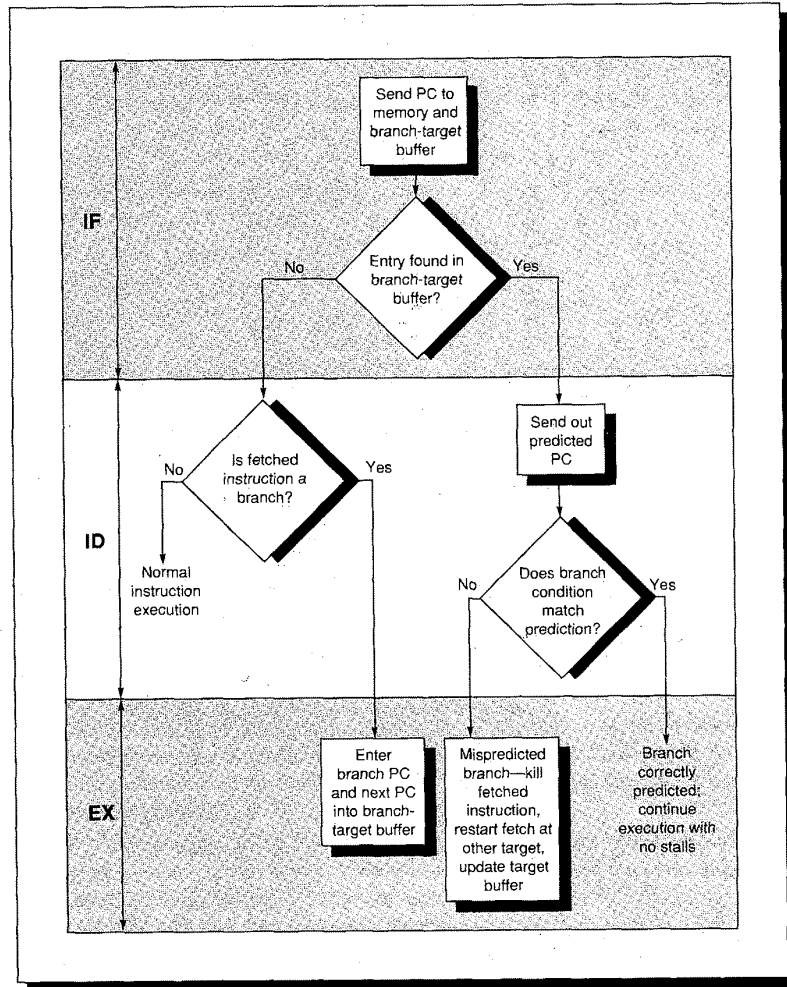 Send PC to
memory and
branch-target
buffer
IF
No
Entry found in
branch-target
buffer?
Yes
No
Is fetched
instruction a
branch?
Yes
Send out
predicted
PC
ID
Normal
instruction
execution
No
Does branch
condition
match
prediction?
Yes
EX
Enter
branch PC
and next PC
into branch-
target buffer
Mispredicted
branch—kill
fetched
instruction,
restart fetch at
other target,
update target
buffer
Branch
correctly
predicted;
continue
execution with
no stalls